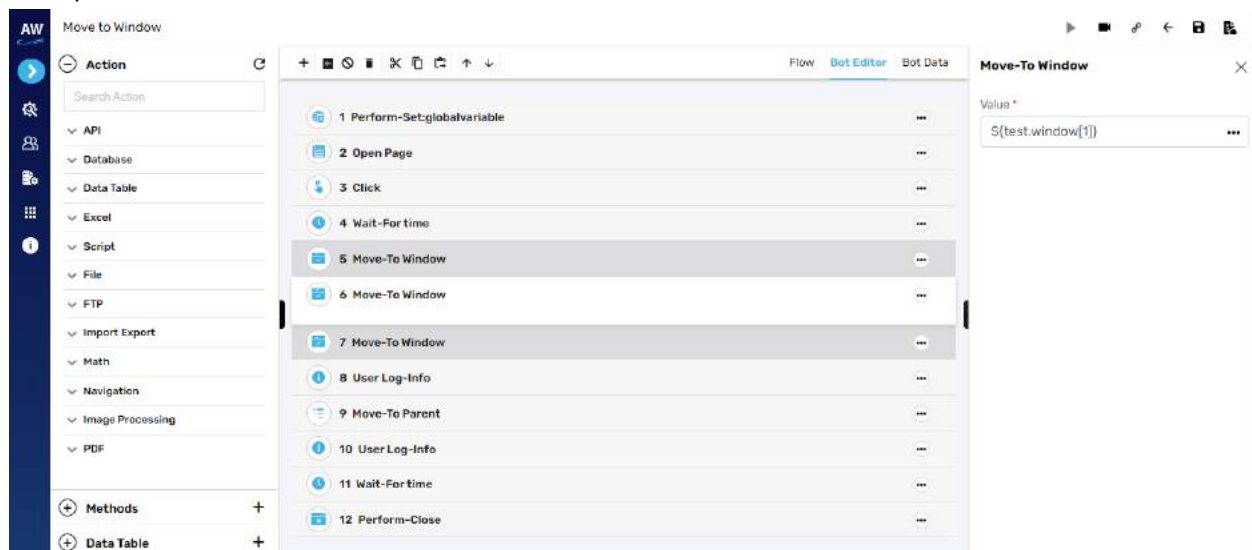 AW
Move to Window
Action
Search Action
API
Database
Data Table
Excel
Script
File
FTP
Import Export
Math
Navigation
Image Processing
PDF
Methods
Data Table
Flow Bot Editor Bot Data
1 Perform-Set:globalvariable
2 Open Page
3 Click
4 Wait-For time
5 Move-To Window
6 Move-To Window
7 Move-To Window
8 User Log-Info
9 Move-To Parent
10 User Log-Info
11 Wait-For time
12 Perform-Close
Move-To Window
Value *
S{test.window[1]}